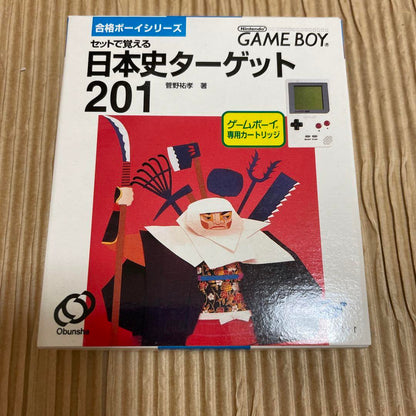 合格ボーイシリーズ
Nintendo
GAME BOY®
セットで覚える
日本史ターゲット
201
菅野祐孝 著
ゲームボーイ®
専用カートリッジ
Obunsha